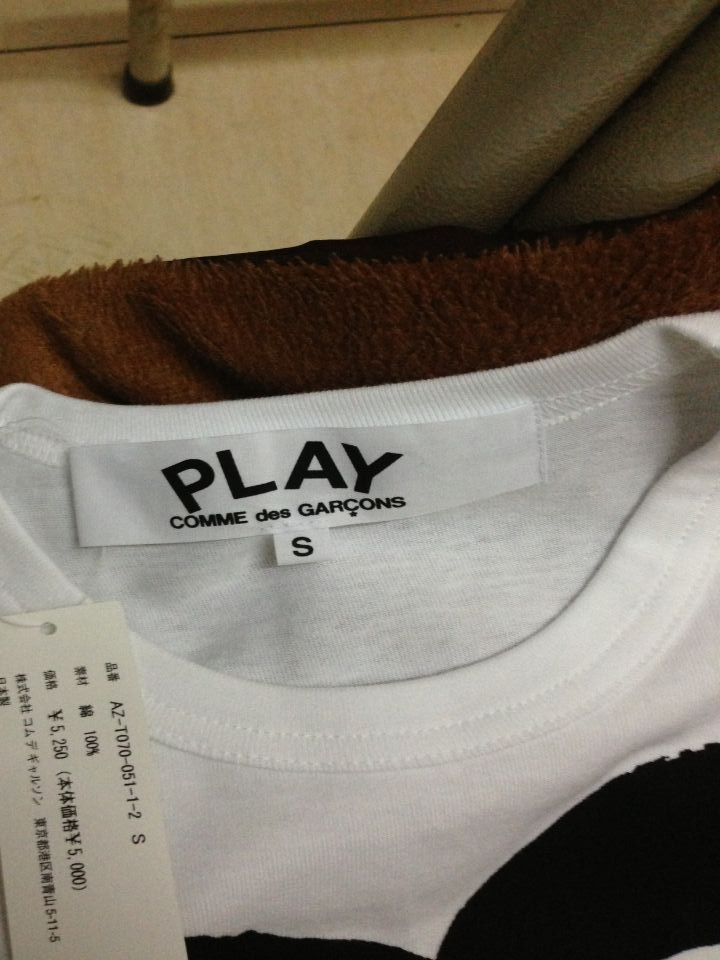 PLAY
COMME des GARÇONS
S
品番 AZ-T070-051-1-2 S
素材 綿 100%
価格 ¥5,250 (本体価格¥5,000)
株式会社 コム デ ギャルソン 東京都港区南青山 5-11-5
日本製